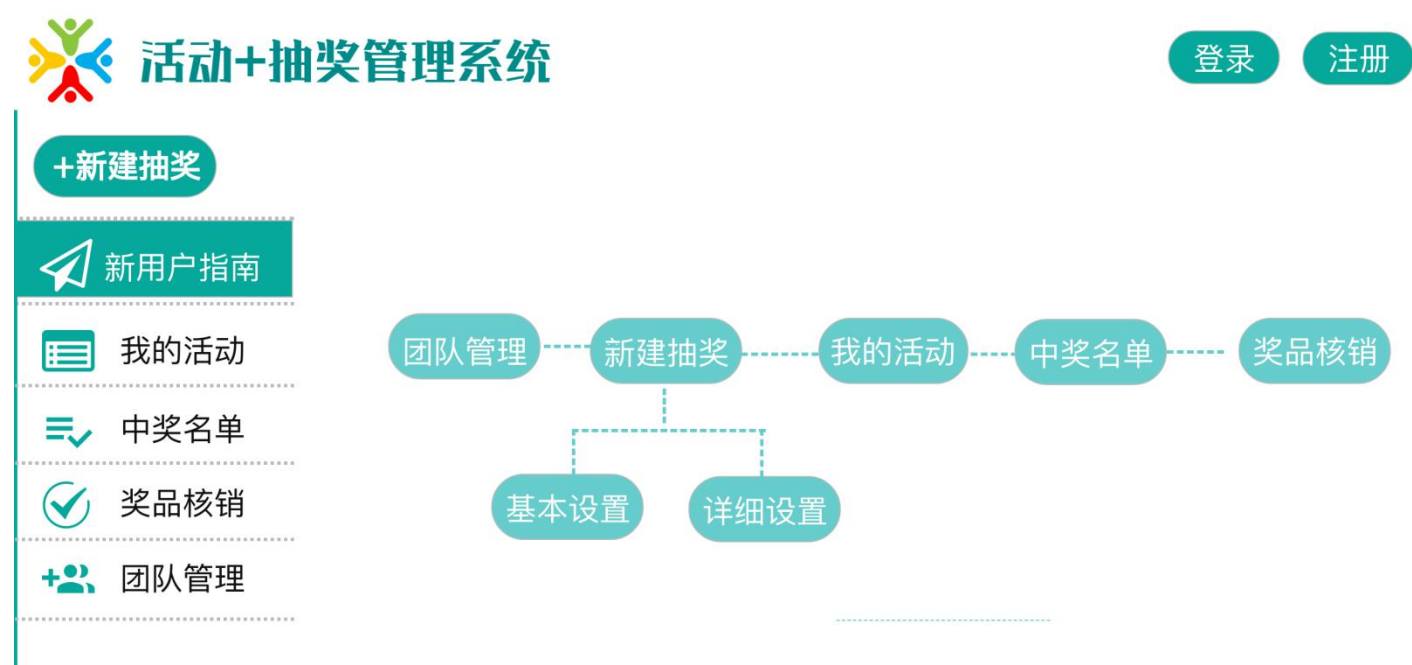 活动+抽奖管理系统
登录
注册
+新建抽奖
新用户指南
我的活动
中奖名单
奖品核销
团队管理
团队管理
新建抽奖
我的活动
中奖名单
奖品核销
基本设置
详细设置